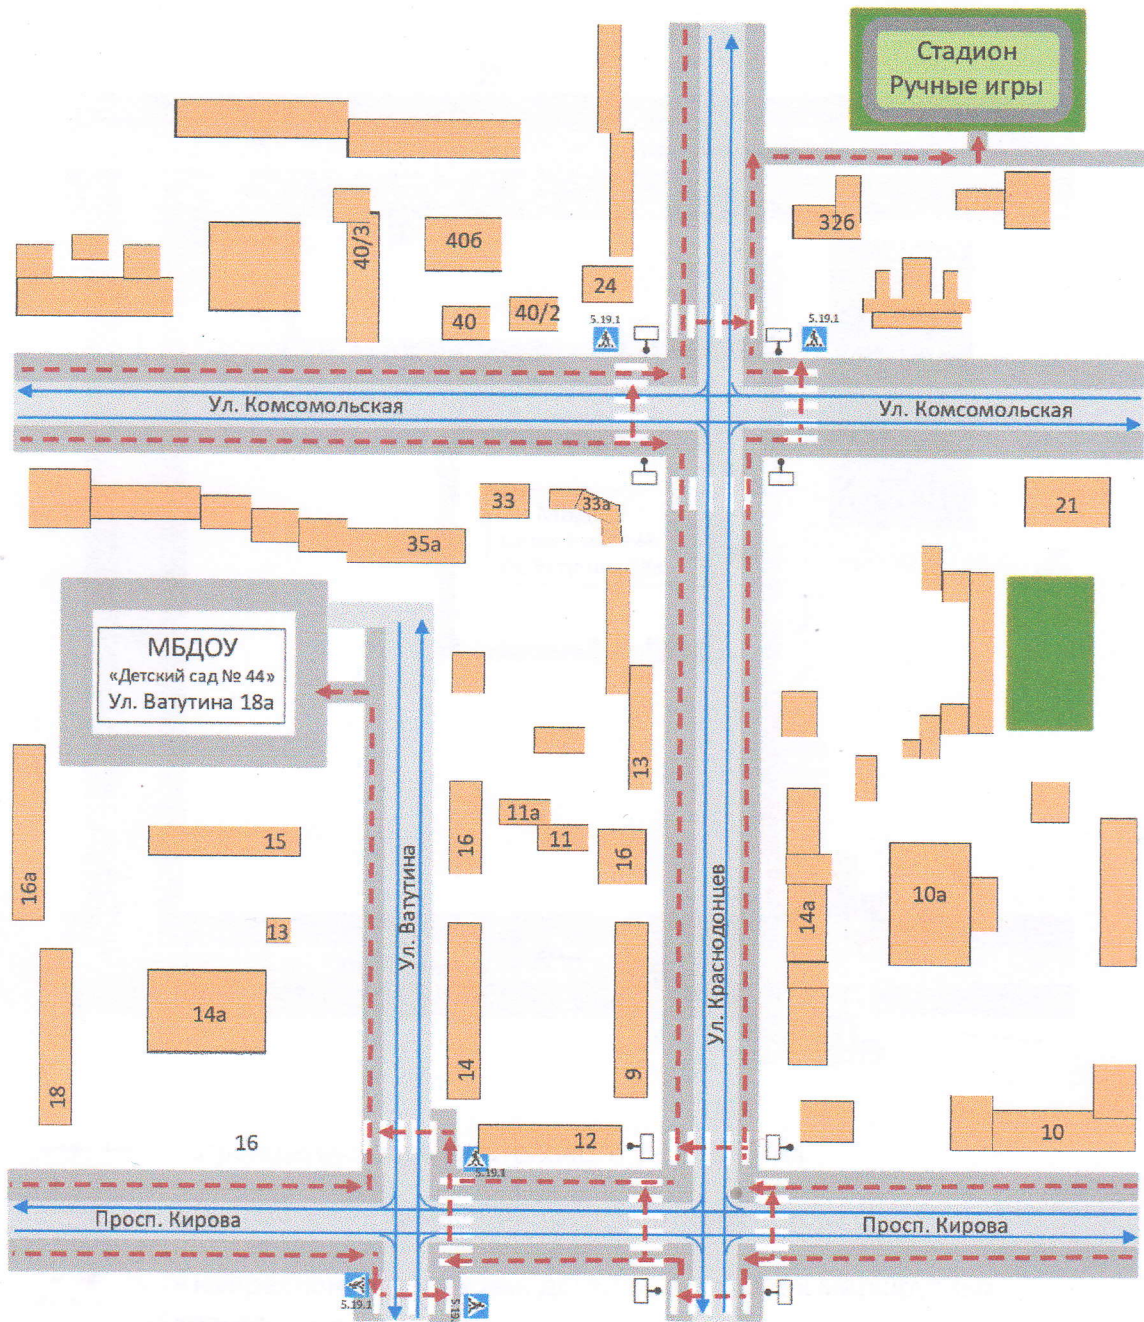 Стадион
Ручные игры
32б
40/3
40б
24
40/2
40
5.19.1
5.19.1
Ул. Комсомольская
Ул. Комсомольская
33
33а
21
35а
МБДОУ
«Детский сад № 44»
Ул. Ватутина 18а
13
11а
11
16
16
15
16а
10а
14а
13
Ул. Ватутина
Ул. Краснодонцев
14а
14
9
18
16
12
10
5.19.1
Просп. Кирова
Просп. Кирова
5.19.1
5.19.